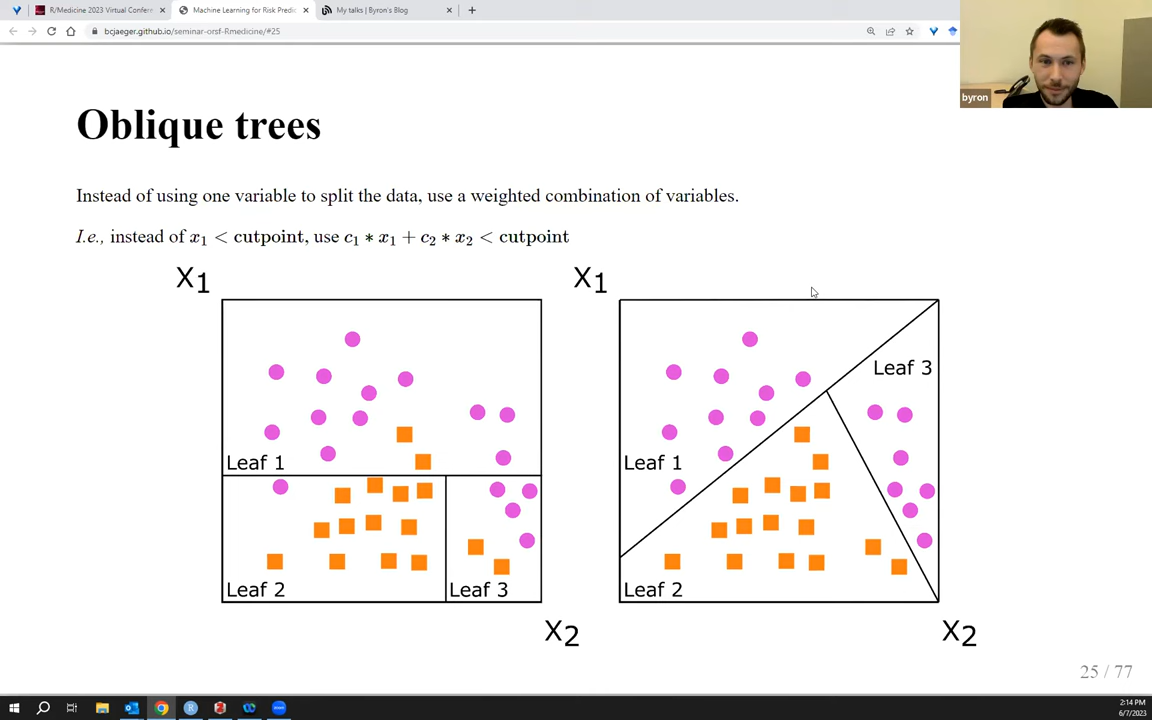 R/Medicine 2023 Virtual Confere
Machine Learning for Risk Predic
My talks | Byron's Blog
bcjaeger.github.io/seminar-orsf-Rmedicine/#25
byron
Oblique trees
Instead of using one variable to split the data, use a weighted combination of variables.
I.e., instead of x₁ < cutpoint, use c₁ ∗ x₁ + c₂ ∗ x₂ < cutpoint
X₁
Leaf 1
Leaf 2
Leaf 3
X₂
X₁
Leaf 3
Leaf 1
Leaf 2
X₂
25 / 77
2:14 PM
6/7/2023